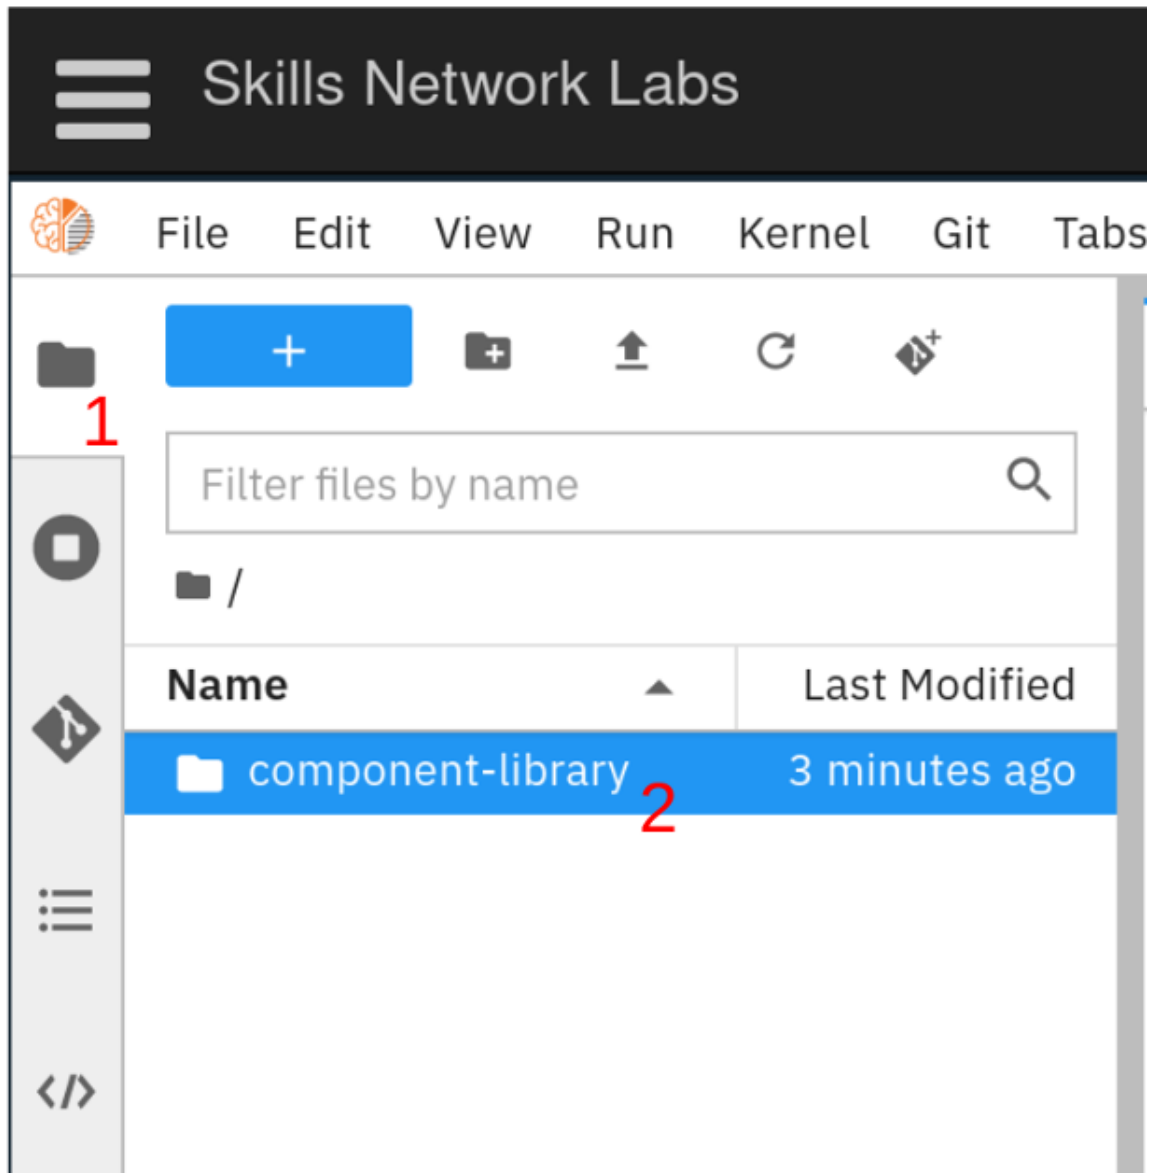 Skills Network Labs
File Edit View Run Kernel Git Tabs
+
1
Filter files by name
/
Name Last Modified
component-library 3 minutes ago
2
</>